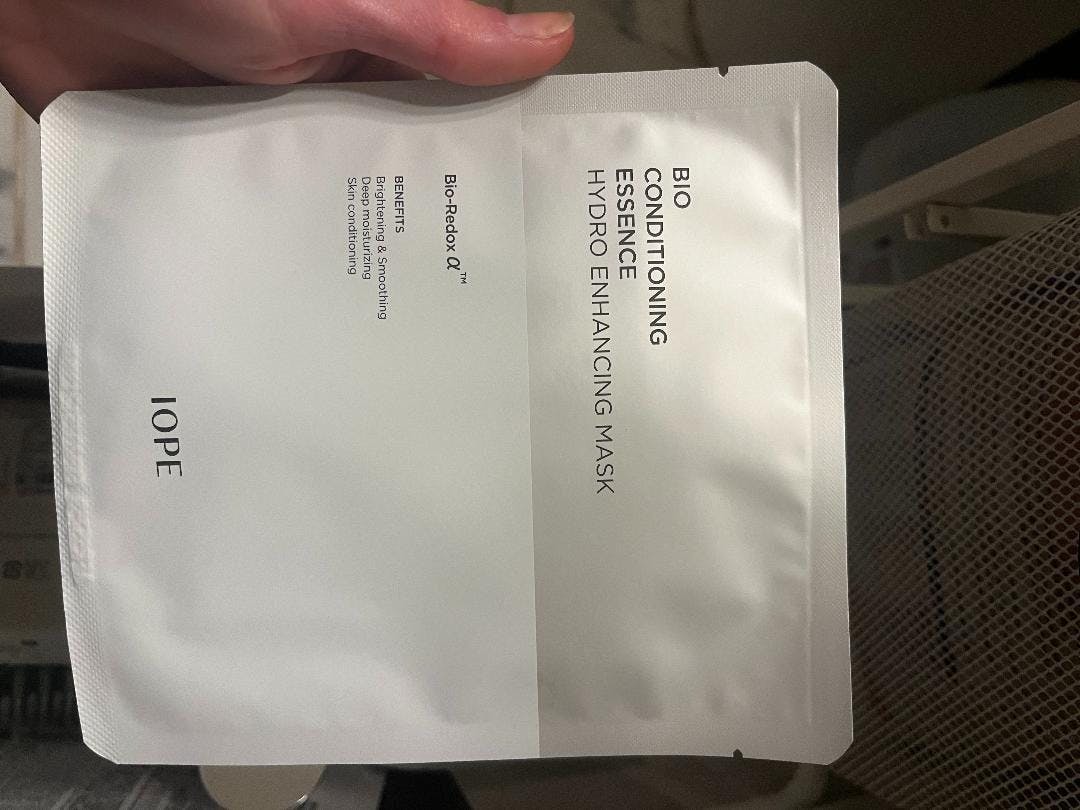 BIO
CONDITIONING
ESSENCE
HYDRO ENHANCING MASK
Bio-Redox α™
BENEFITS
Brightening & Smoothing
Deep moisturizing
Skin conditioning
IOPE